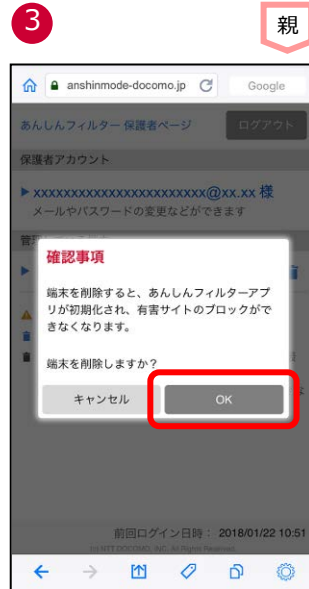 3
親
anshinmode-docomo.jp
Google
あんしんフィルター 保護者ページ
ログアウト
保護者アカウント
▶ xxxxxxxxxxxxxxxxxxxxxxxx@xx.xx 様
メールやパスワードの変更などができます
確認事項
端末を削除すると、あんしんフィルターアプ
リが初期化され、有害サイトのブロックがで
きなくなります。
端末を削除しますか？
キャンセル
OK
前回ログイン日時： 2018/01/22 10:51